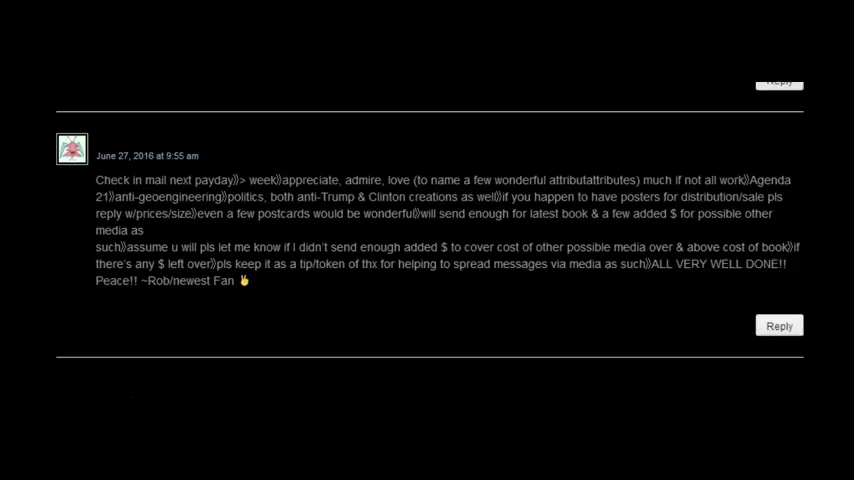 Reply
June 27, 2016 at 9:55 am
Check in mail next payday》> week》appreciate, admire, love (to name a few wonderful attributattributes) much if not all work》Agenda
21》anti-geoengineering》politics, both anti-Trump & Clinton creations as well》if you happen to have posters for distribution/sale pls
reply w/prices/size》even a few postcards would be wonderful》will send enough for latest book & a few added $ for possible other
media as
such》assume u will pls let me know if I didn't send enough added $ to cover cost of other possible media over & above cost of book》if
there's any $ left over》pls keep it as a tip/token of thx for helping to spread messages via media as such》ALL VERY WELL DONE!!
Peace!! ~Rob/newest Fan ✌
Reply